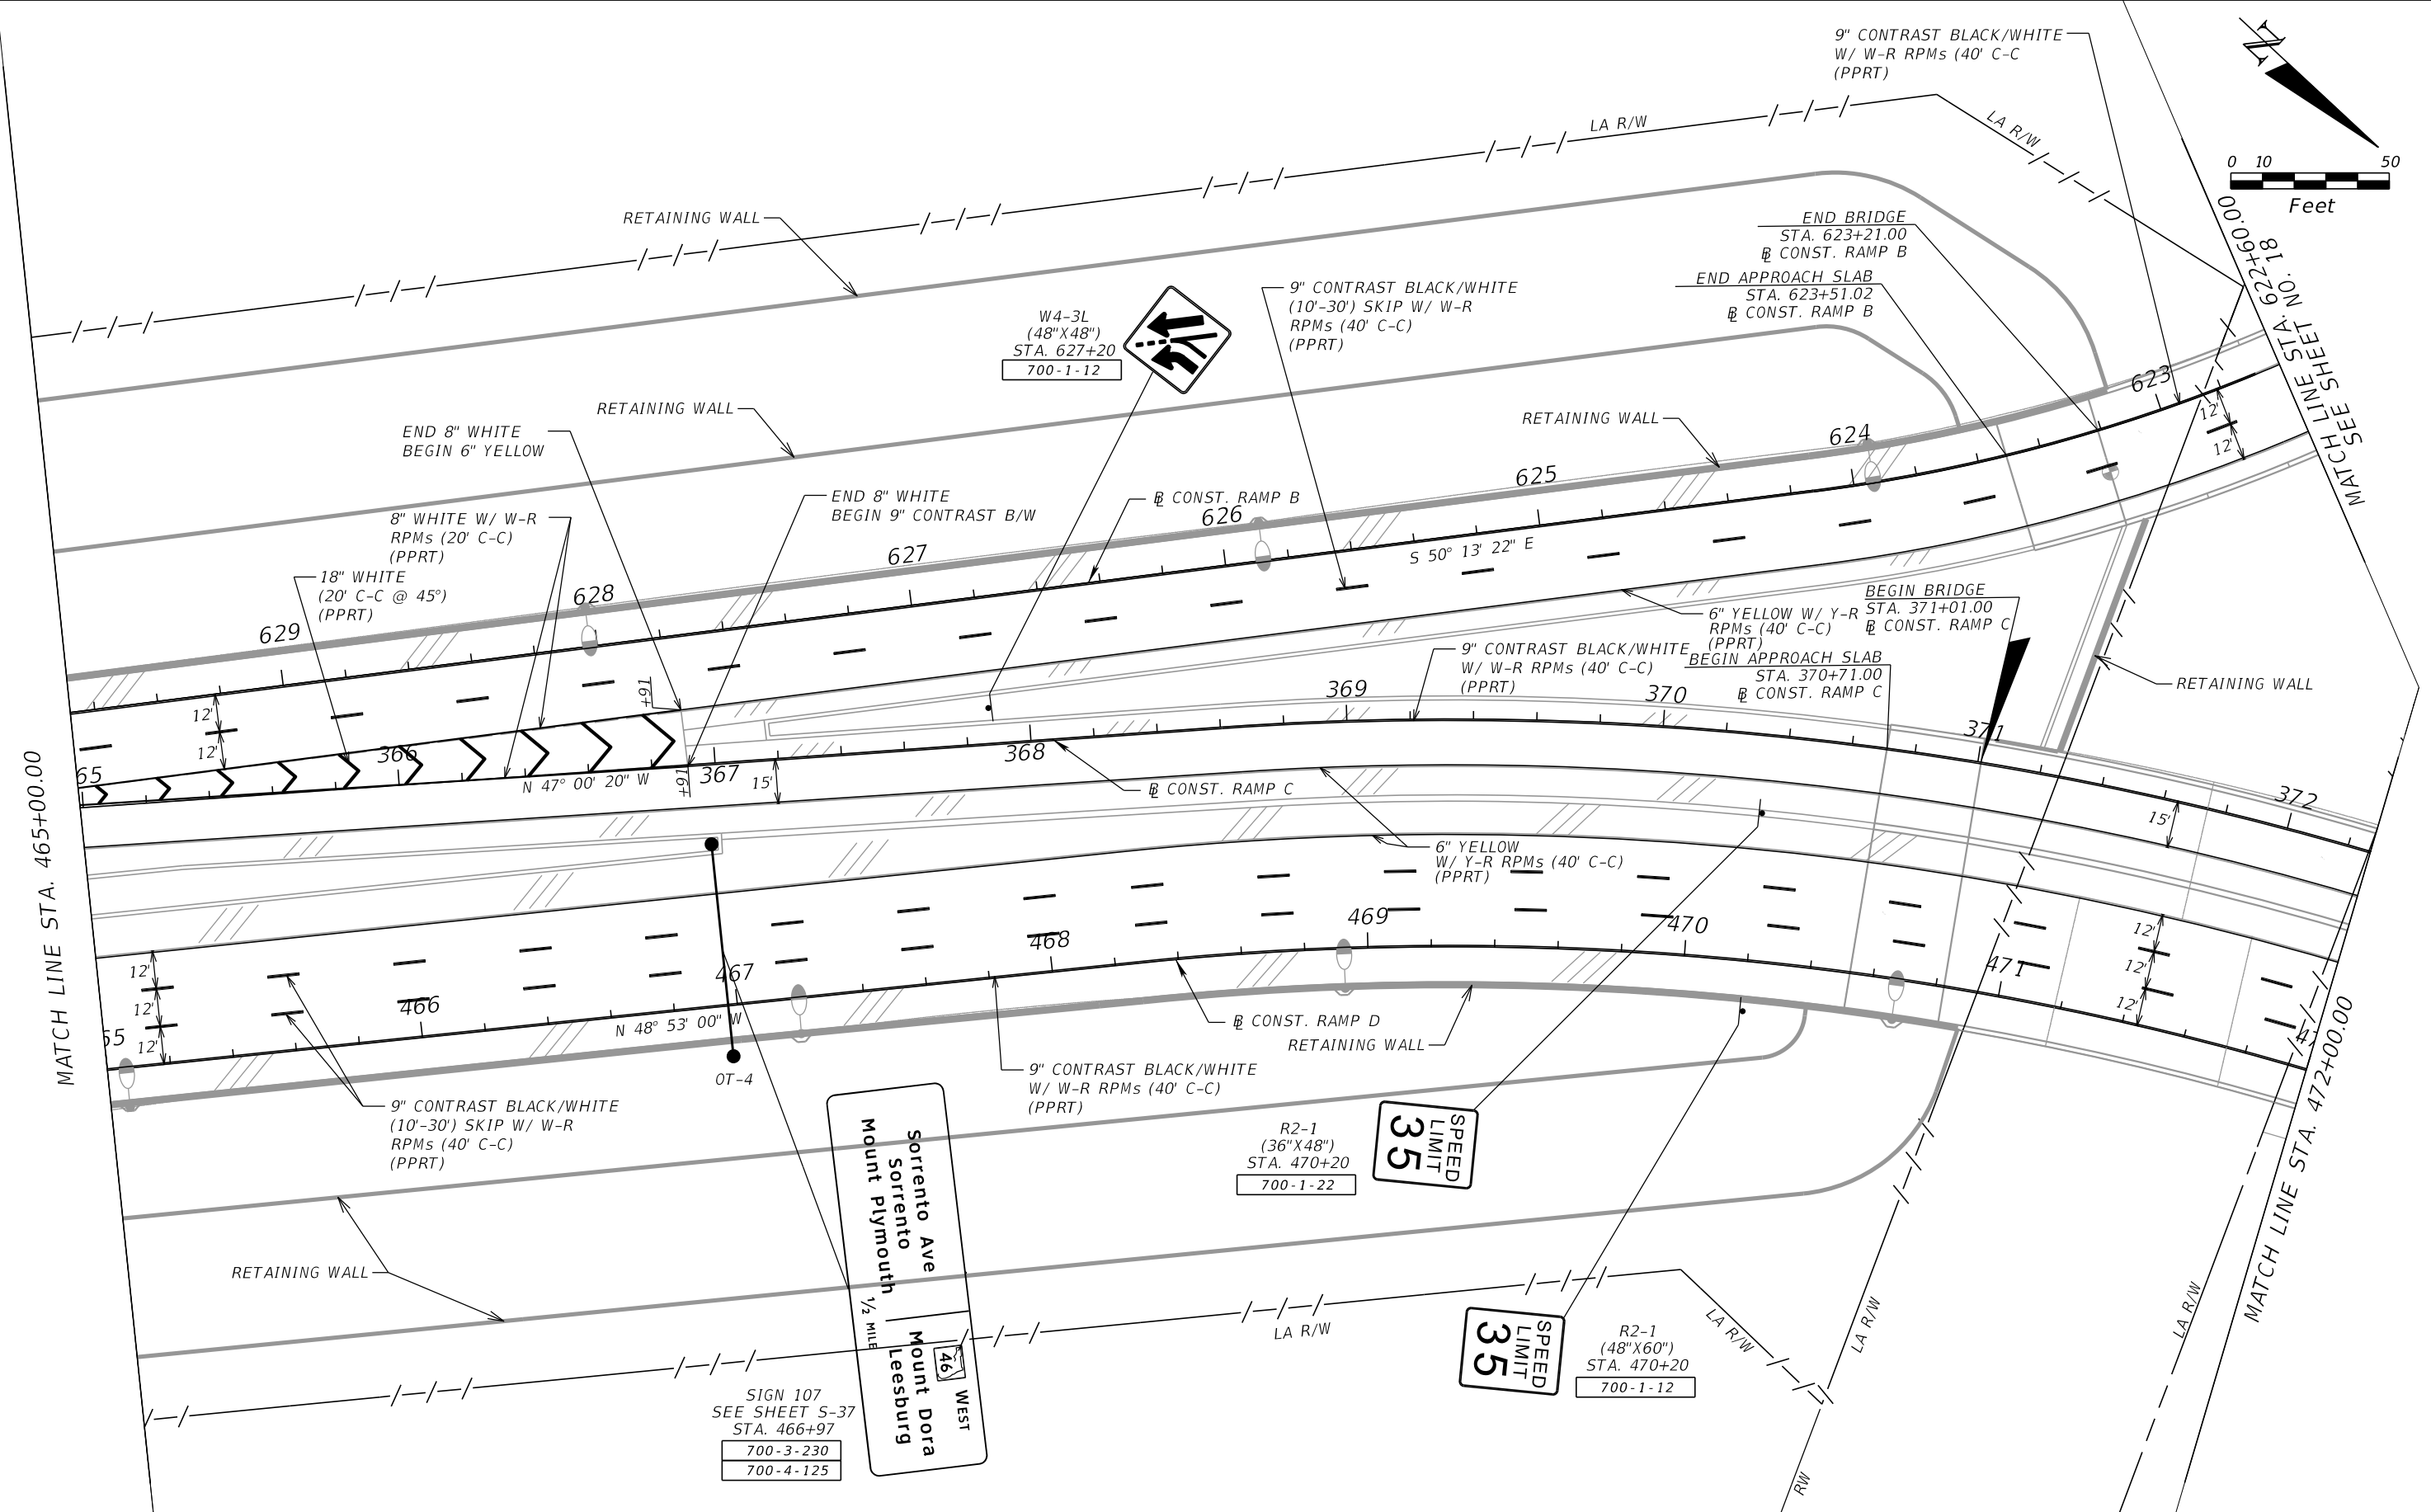 9" CONTRAST BLACK/WHITE
W/ W-R RPMs (40' C-C
(PPRT)
N
0 10 50
Feet
LA R/W
LA R/W
RETAINING WALL
END BRIDGE
STA. 623+21.00
BL CONST. RAMP B
END APPROACH SLAB
STA. 623+51.02
BL CONST. RAMP B
MATCH LINE STA. 622+60.00
SEE SHEET NO. 18
W4-3L
(48"X48")
STA. 627+20
700-1-12
9" CONTRAST BLACK/WHITE
(10'-30') SKIP W/ W-R
RPMs (40' C-C)
(PPRT)
RETAINING WALL
RETAINING WALL
END 8" WHITE
BEGIN 6" YELLOW
END 8" WHITE
BEGIN 9" CONTRAST B/W
BL CONST. RAMP B
8" WHITE W/ W-R
RPMs (20' C-C)
(PPRT)
18" WHITE
(20' C-C @ 45°)
(PPRT)
629
628
627
626
625
624
623
S 50° 13' 22" E
12'
12'
12'
12'
+91
+91
6" YELLOW W/ Y-R
RPMs (40' C-C)
(PPRT)
BEGIN BRIDGE
STA. 371+01.00
BL CONST. RAMP C
9" CONTRAST BLACK/WHITE
W/ W-R RPMs (40' C-C)
(PPRT)
BEGIN APPROACH SLAB
STA. 370+71.00
BL CONST. RAMP C
RETAINING WALL
65
366
367
368
369
370
371
372
N 47° 00' 20" W
15'
15'
BL CONST. RAMP C
6" YELLOW
W/ Y-R RPMs (40' C-C)
(PPRT)
MATCH LINE STA. 465+00.00
12'
12'
12'
65
466
467
468
469
470
471
47
12'
12'
12'
N 48° 53' 00" W
BL CONST. RAMP D
RETAINING WALL
OT-4
9" CONTRAST BLACK/WHITE
W/ W-R RPMs (40' C-C)
(PPRT)
9" CONTRAST BLACK/WHITE
(10'-30') SKIP W/ W-R
RPMs (40' C-C)
(PPRT)
R2-1
(36"X48")
STA. 470+20
700-1-22
SPEED
LIMIT
35
MATCH LINE STA. 472+00.00
Sorrento Ave
Sorrento
Mount Plymouth
½ MILE
46 WEST
Mount Dora
Leesburg
RETAINING WALL
SPEED
LIMIT
35
R2-1
(48"X60")
STA. 470+20
700-1-12
LA R/W
LA R/W
LA R/W
LA R/W
RW
SIGN 107
SEE SHEET S-37
STA. 466+97
700-3-230
700-4-125